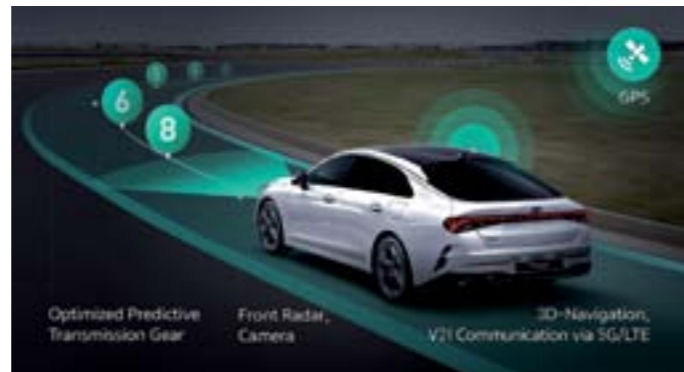 GPS
6
8
Optimized Predictive
Transmission Gear
Front Radar,
Camera
3D-Navigation,
V2I Communication via 5G/LTE